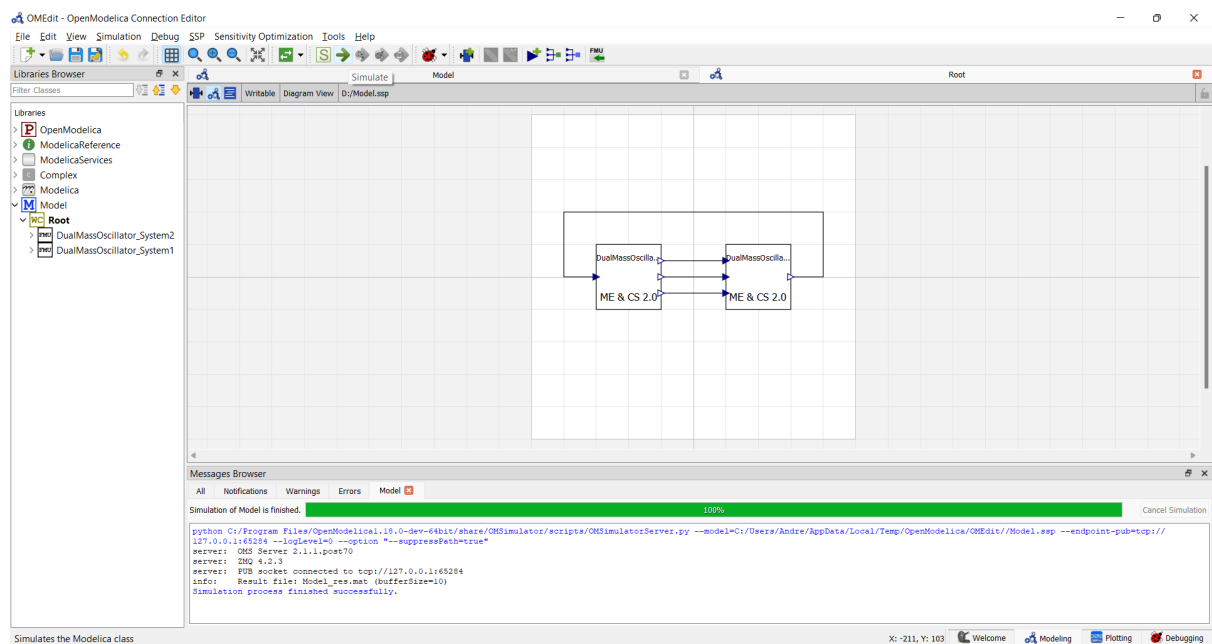 OMEdit - OpenModelica Connection Editor
File Edit View Simulation Debug SSP Sensitivity Optimization Tools Help
S
FMU
Libraries Browser
Filter Classes
Libraries
P OpenModelica
i ModelicaReference
ModelicaServices
C Complex
Modelica
M Model
WC Root
FMU DualMassOscillator_System2
FMU DualMassOscillator_System1
Model
Root
Simulate
Writable Diagram View D:/Model.ssp
DualMassOscilla...
ME & CS 2.0
DualMassOscilla...
ME & CS 2.0
Messages Browser
All Notifications Warnings Errors Model
Simulation of Model is finished. 100% Cancel Simulation
python C:/Program Files/OpenModelica1.18.0-dev-64bit/share/OMSimulator/scripts/OMSimulatorServer.py --model=C:/Users/Andre/AppData/Local/Temp/OpenModelica/OMEdit//Model.ssp --endpoint-pub=tcp://
127.0.0.1:65284 --logLevel=0 --option "--suppressPath=true"
server: OMS Server 2.1.1.post70
server: ZMQ 4.2.3
server: PUB socket connected to tcp://127.0.0.1:65284
info: Result file: Model_res.mat (bufferSize=10)
Simulation process finished successfully.
Simulates the Modelica class
X: -211, Y: 103 Welcome Modeling Plotting Debugging